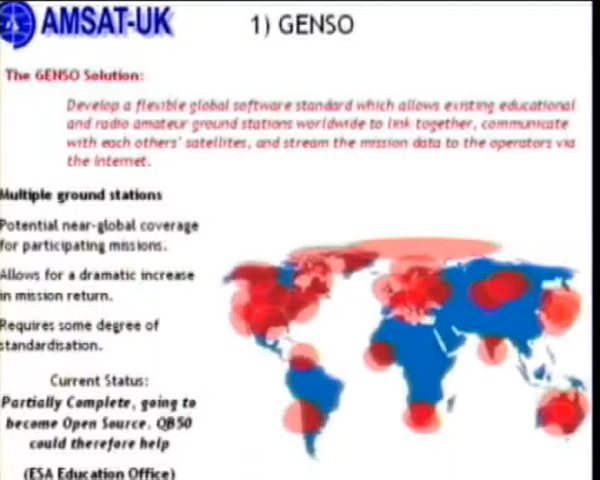 AMSAT-UK
1) GENSO
The GENSO Solution:
Develop a flexible global software standard which allows existing educational
and radio amateur ground stations worldwide to link together, communicate
with each others' satellites, and stream the mission data to the operators via
the Internet.
Multiple ground stations
Potential near-global coverage
for participating missions.
Allows for a dramatic increase
in mission return.
Requires some degree of
standardisation.
Current Status:
Partially Complete, going to
become Open Source. QB50
could therefore help
(ESA Education Office)